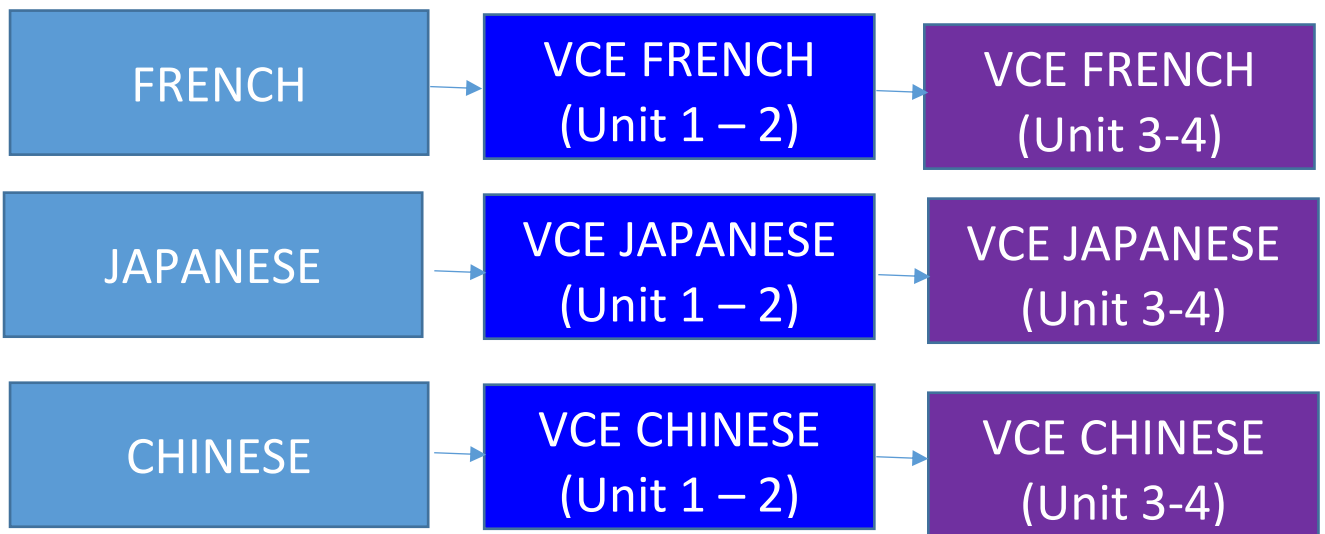 FRENCH
VCE FRENCH
(Unit 1 – 2)
VCE FRENCH
(Unit 3-4)
JAPANESE
VCE JAPANESE
(Unit 1 – 2)
VCE JAPANESE
(Unit 3-4)
CHINESE
VCE CHINESE
(Unit 1 – 2)
VCE CHINESE
(Unit 3-4)